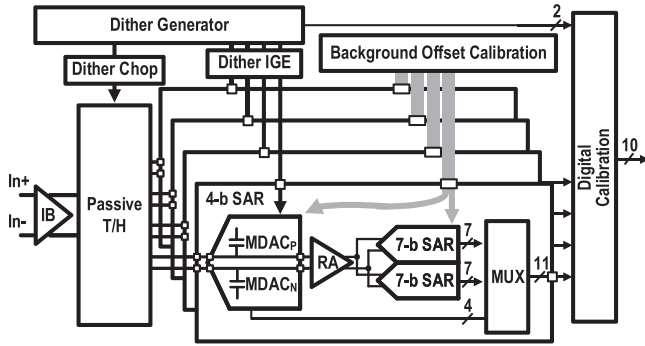 Dither Generator
2
Dither Chop
Dither IGE
Background Offset Calibration
Digital
Calibration
10
In+
In-
IB
Passive
T/H
4-b SAR
MDACP
MDACN
RA
7-b SAR
7
7-b SAR
7
4
MUX
11